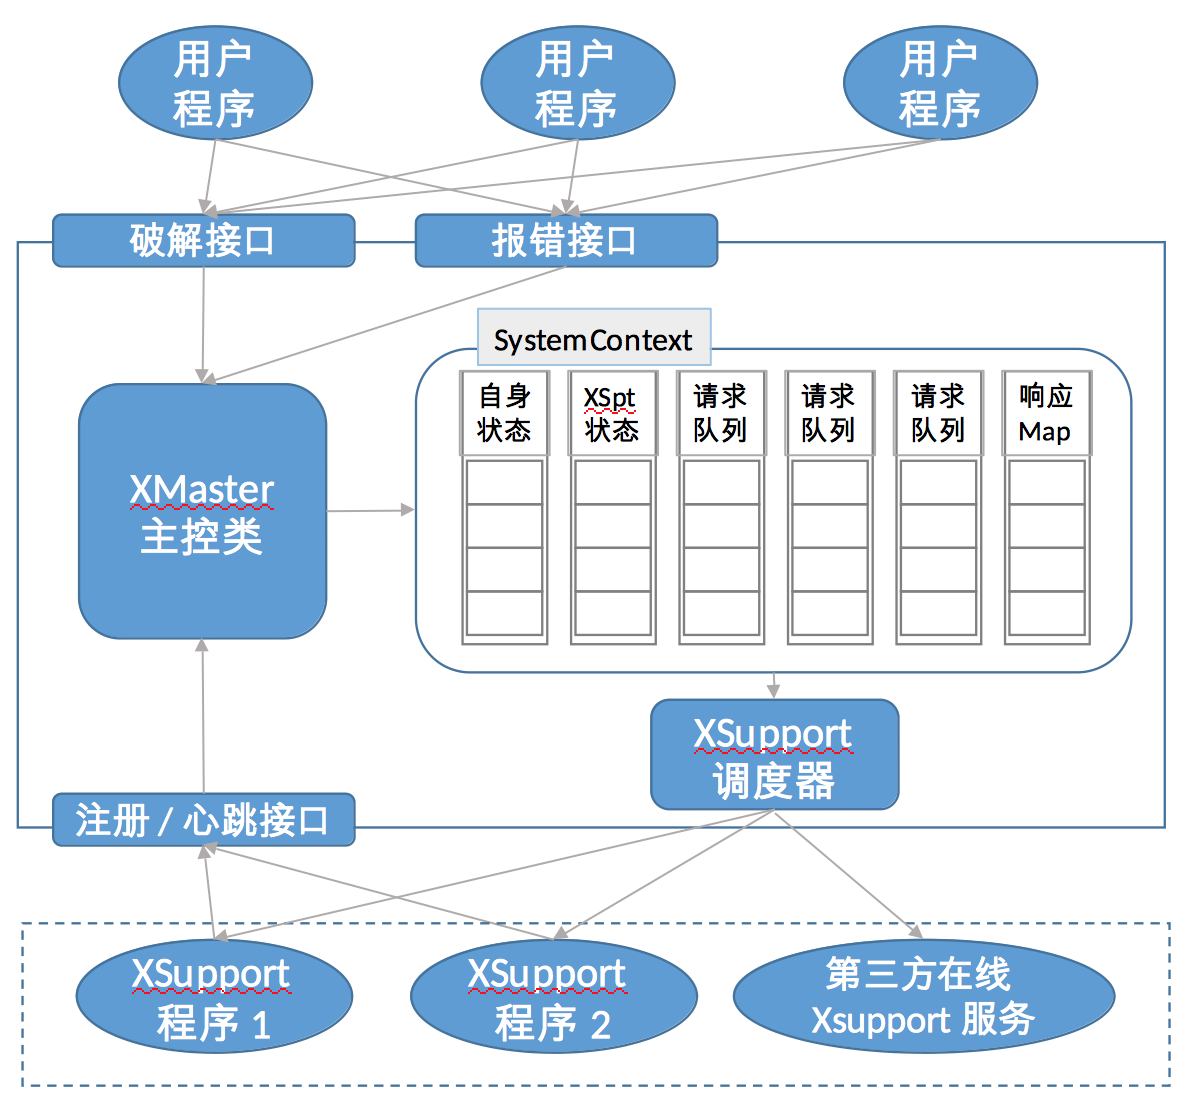 用户
程序
用户
程序
用户
程序
破解接口
报错接口
SystemContext
自身
状态
XSpt
状态
请求
队列
请求
队列
请求
队列
响应
Map
XMaster
主控类
XSupport
调度器
注册 / 心跳接口
XSupport
程序 1
XSupport
程序 2
第三方在线
Xsupport 服务